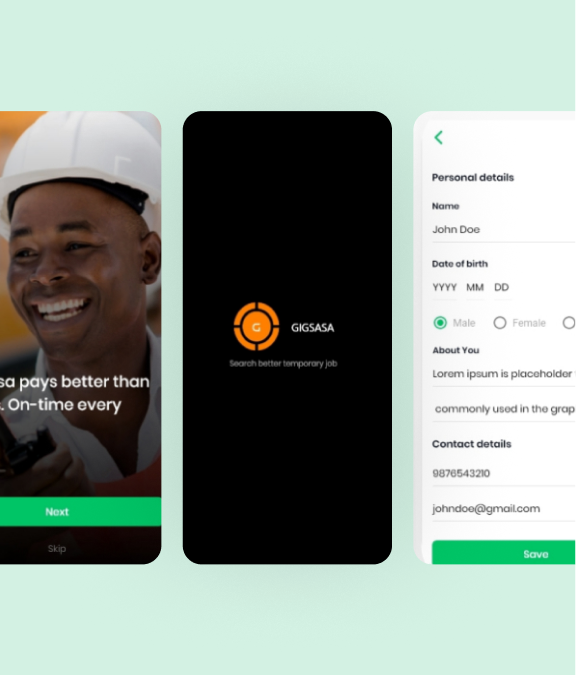 sa pays better than
. On-time every
Next
Skip
G
GIGSASA
Search better temporary job
Personal details
Name
John Doe
Date of birth
YYYY MM DD
Male Female
About You
Lorem ipsum is placeholder
commonly used in the grap
Contact details
9876543210
johndoe@gmail.com
Save